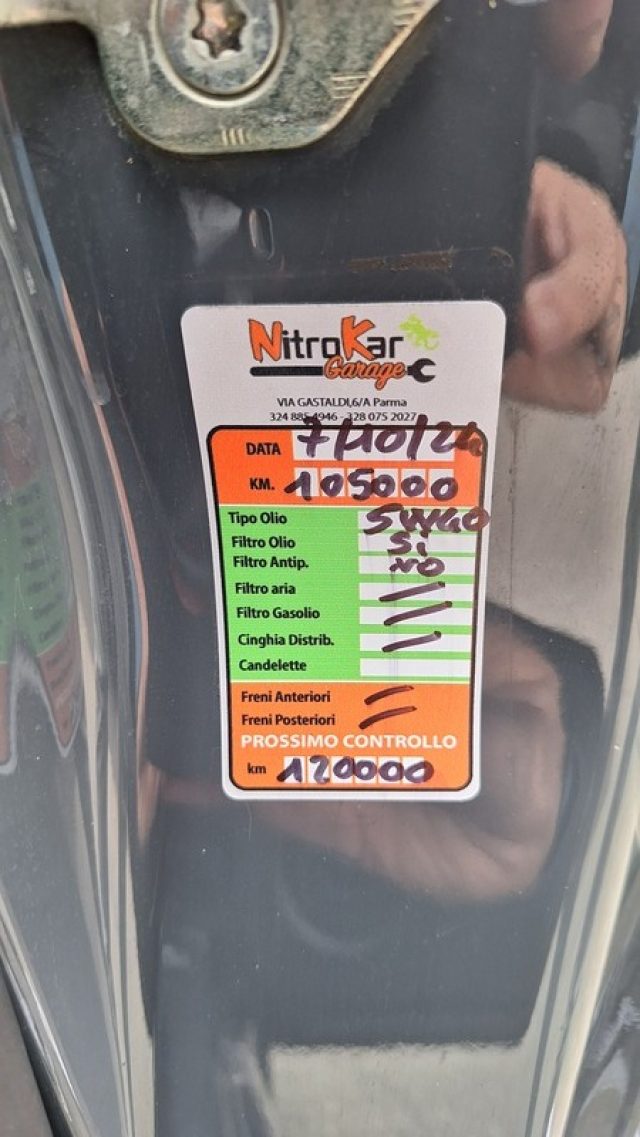 NitroKar
Garage
VIA GASTALDI,6/A Parma
324 885 4946 - 328 075 2027
DATA 7/10/24
KM. 105000
Tipo Olio 5W40
Filtro Olio Si
Filtro Antip. NO
Filtro aria /
Filtro Gasolio /
Cinghia Distrib. /
Candelette
Freni Anteriori /
Freni Posteriori /
PROSSIMO CONTROLLO
km 120000